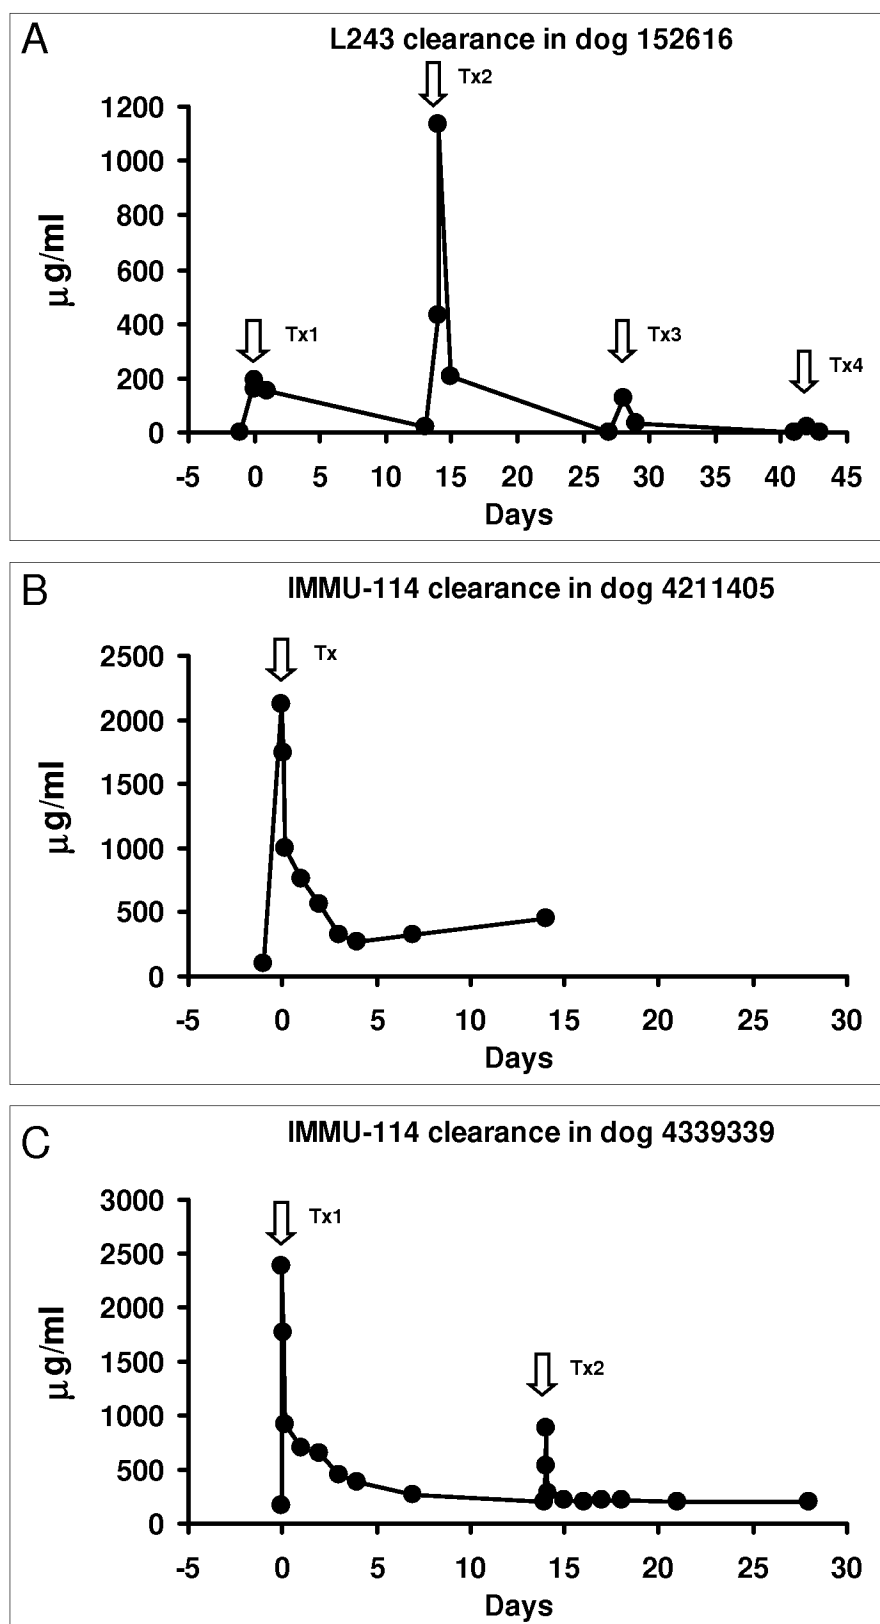 A
L243 clearance in dog 152616
Tx2
1200
1000
800
600
400
200
0
µg/ml
Tx1
Tx3
Tx4
-5 0 5 10 15 20 25 30 35 40 45
Days
B
IMMU-114 clearance in dog 4211405
Tx
2500
2000
1500
1000
500
0
µg/ml
-5 0 5 10 15 20 25 30
Days
C
IMMU-114 clearance in dog 4339339
Tx1
3000
2500
2000
1500
1000
500
0
µg/ml
Tx2
-5 0 5 10 15 20 25 30
Days